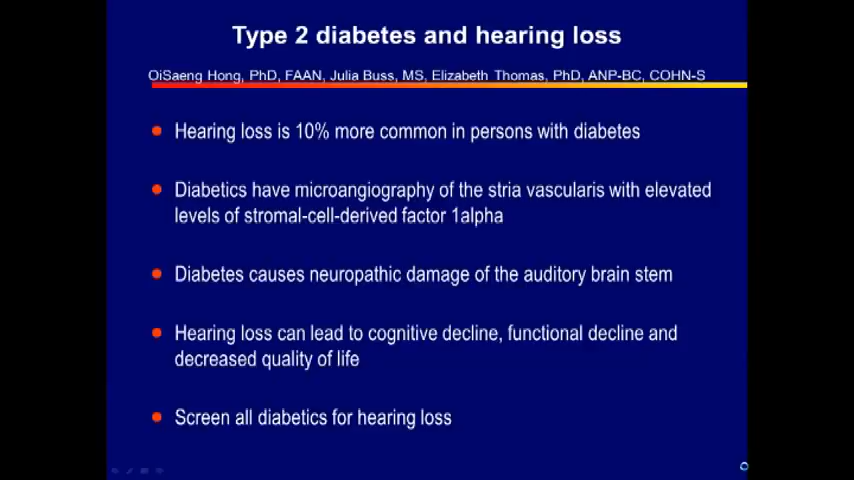 Type 2 diabetes and hearing loss
OiSaeng Hong, PhD, FAAN, Julia Buss, MS, Elizabeth Thomas, PhD, ANP-BC, COHN-S
Hearing loss is 10% more common in persons with diabetes
Diabetics have microangiography of the stria vascularis with elevated
levels of stromal-cell-derived factor 1alpha
Diabetes causes neuropathic damage of the auditory brain stem
Hearing loss can lead to cognitive decline, functional decline and
decreased quality of life
Screen all diabetics for hearing loss